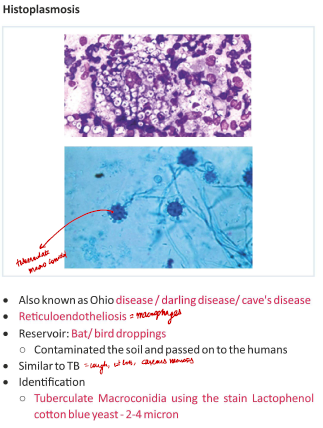 Histoplasmosis
tuberculate
macro conidia
• Also known as Ohio disease / darling disease/ cave's disease
• Reticuloendotheliosis = macrophages
• Reservoir: Bat/ bird droppings
○ Contaminated the soil and passed on to the humans
• Similar to TB = cough, wt loss,
• Identification
○ Tuberculate Macroconidia using the stain Lactophenol
cotton blue yeast - 2-4 micron